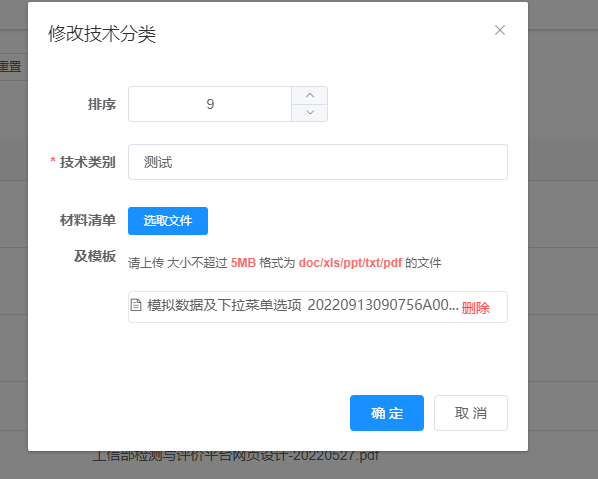 修改技术分类
重置
排序
9
* 技术类别
测试
材料清单
选取文件
及模板
请上传 大小不超过 5MB 格式为 doc/xls/ppt/txt/pdf 的文件
模拟数据及下拉菜单选项 20220913090756A00... 删除
确 定
取 消
工信部检测与评价平台网页设计-20220527.pdf